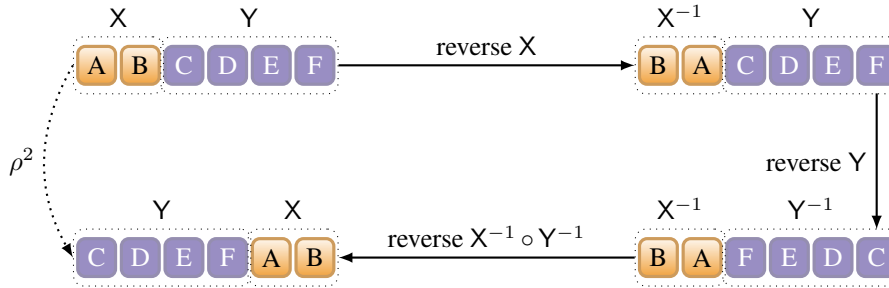 X Y X⁻¹ Y
A B C D E F reverse X B A C D E F
ρ² reverse Y
Y X X⁻¹ Y⁻¹
C D E F A B reverse X⁻¹ ∘ Y⁻¹ B A F E D C